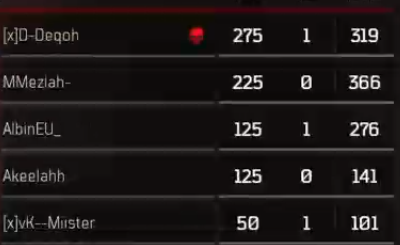 [x]D-Deqoh 275 1 319
MMeziah- 225 0 366
AlbinEU_ 125 1 276
Akeelahh 125 0 141
[x]vK--Miister 50 1 101